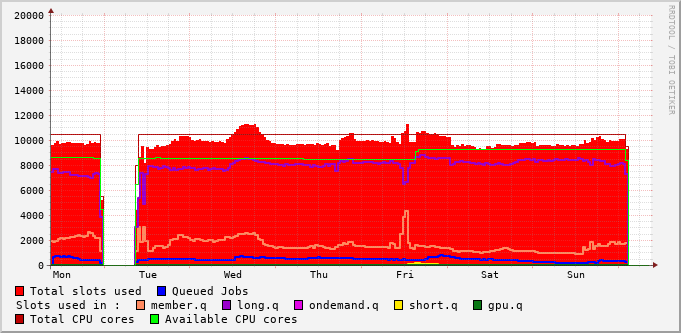 RRDTOOL / TOBI OETIKER
20000
18000
16000
14000
12000
10000
8000
6000
4000
2000
0
Mon Tue Wed Thu Fri Sat Sun
Total slots used Queued Jobs
Slots used in : member.q long.q ondemand.q short.q gpu.q
Total CPU cores Available CPU cores